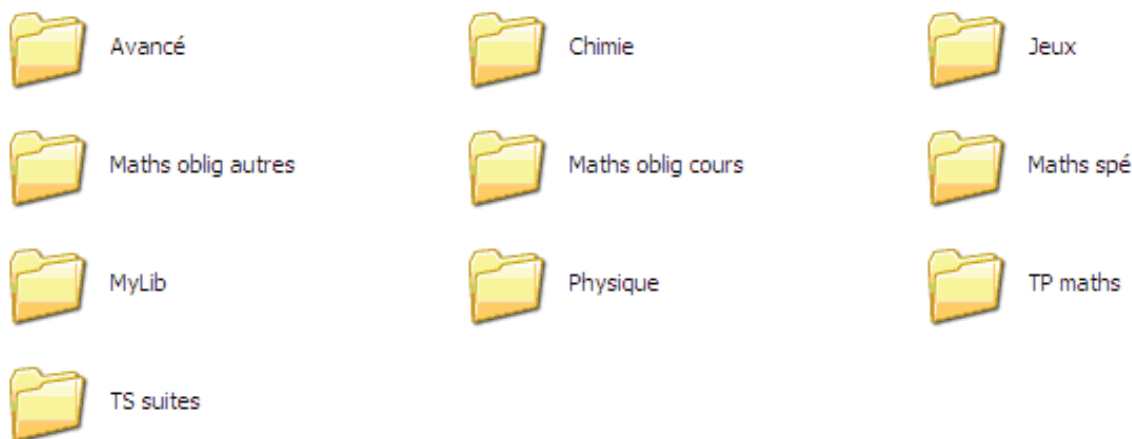 Avancé
Chimie
Jeux
Maths oblig autres
Maths oblig cours
Maths spé
MyLib
Physique
TP maths
TS suites